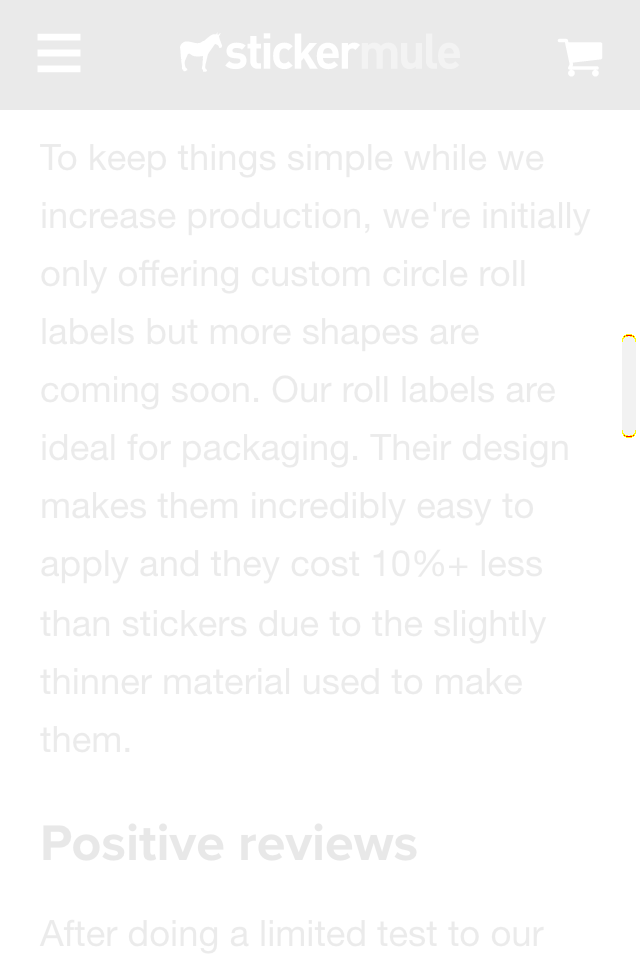 stickermule
To keep things simple while we
increase production, we're initially
only offering custom circle roll
labels but more shapes are
coming soon. Our roll labels are
ideal for packaging. Their design
makes them incredibly easy to
apply and they cost 10%+ less
than stickers due to the slightly
thinner material used to make
them.
Positive reviews
After doing a limited test to our